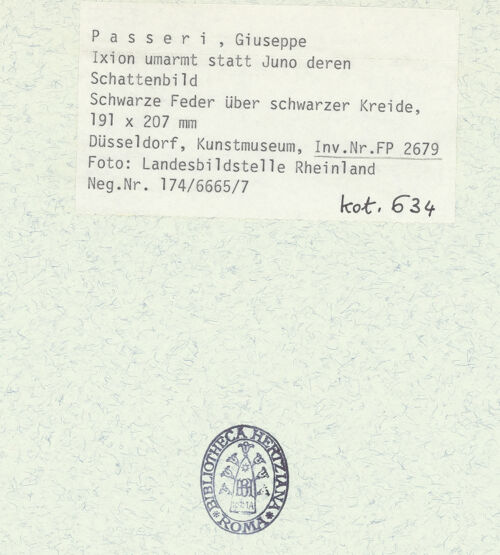 P a s s e r i , Giuseppe
Ixion umarmt statt Juno deren
Schattenbild
Schwarze Feder über schwarzer Kreide,
191 x 207 mm
Düsseldorf, Kunstmuseum, Inv.Nr.FP 2679
Foto: Landesbildstelle Rheinland
Neg.Nr. 174/6665/7
kat. 634
BIBLIOTHECA HERTZIANA
ROMA